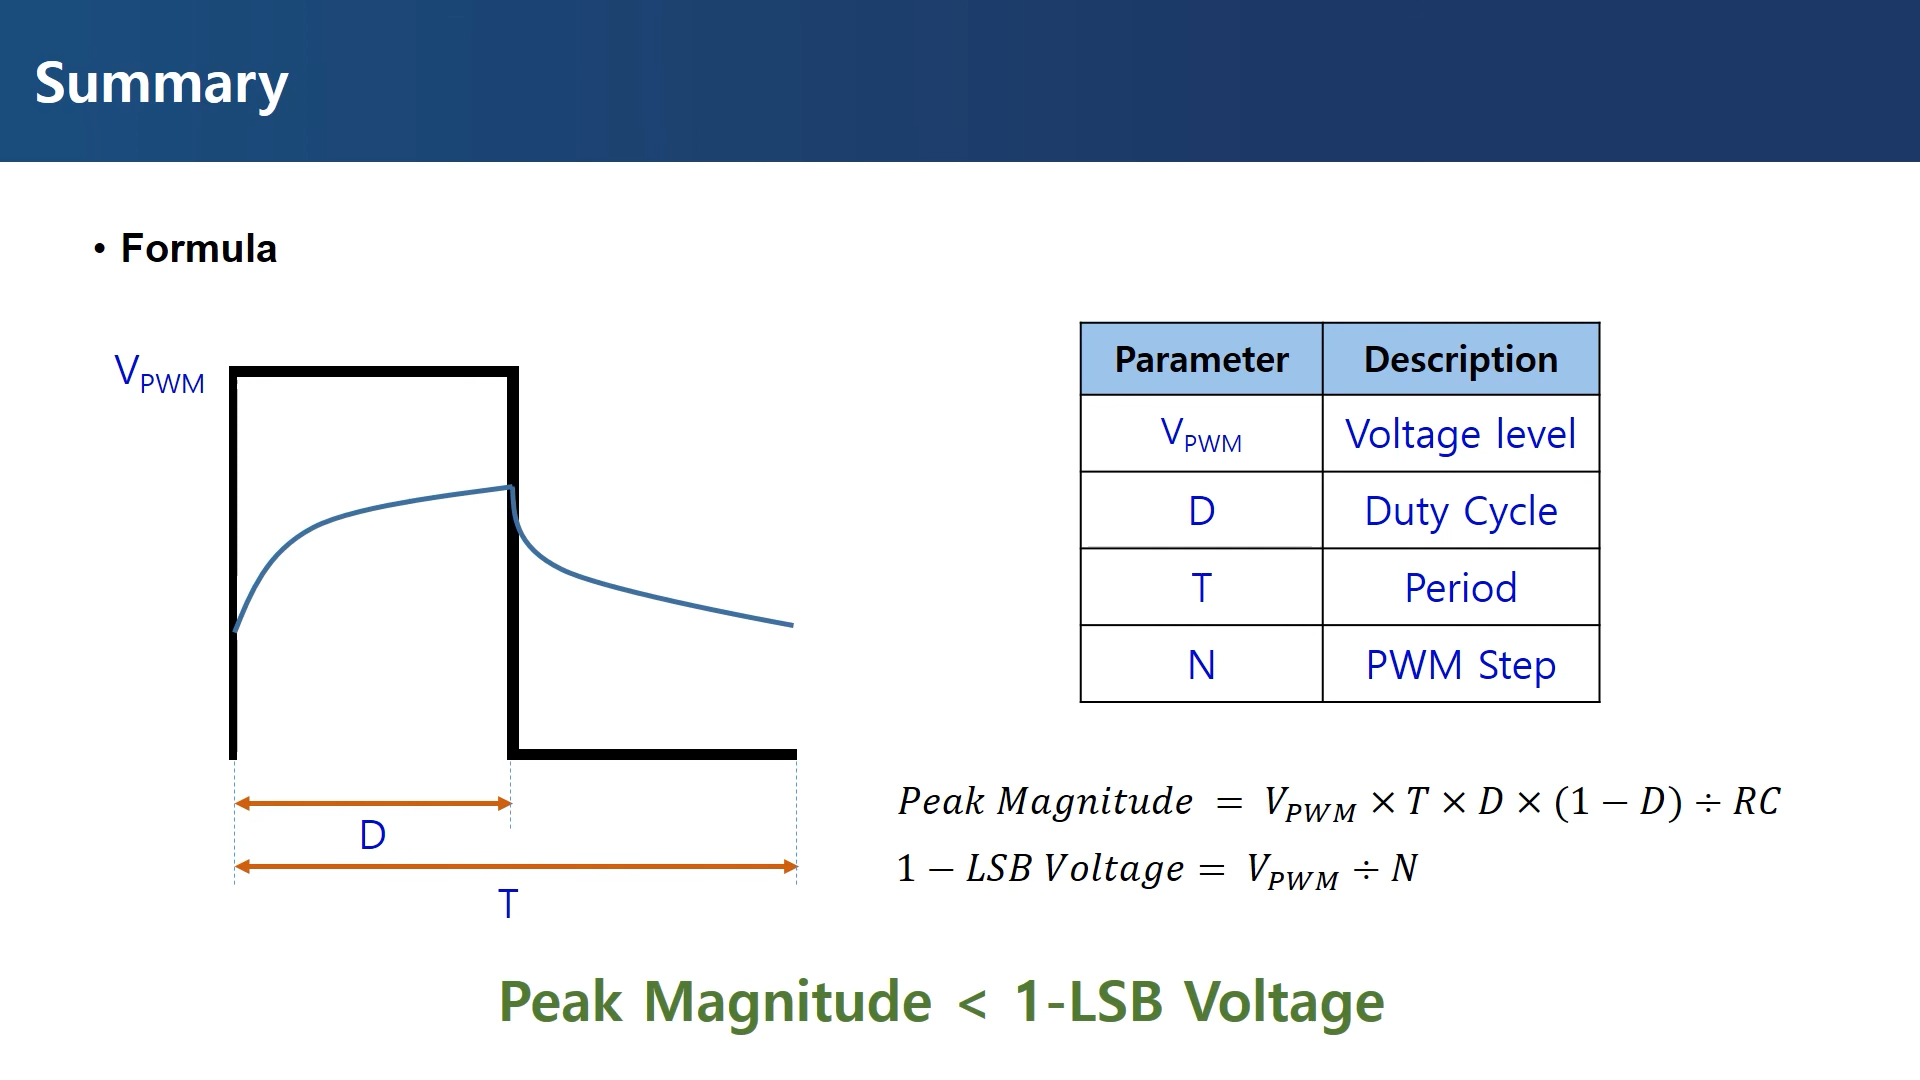 Summary
• Formula
V_PWM
D
T
Parameter Description
V_PWM Voltage level
D Duty Cycle
T Period
N PWM Step
Peak Magnitude = V_PWM × T × D × (1 − D) ÷ RC
1 − LSB Voltage = V_PWM ÷ N
Peak Magnitude < 1-LSB Voltage